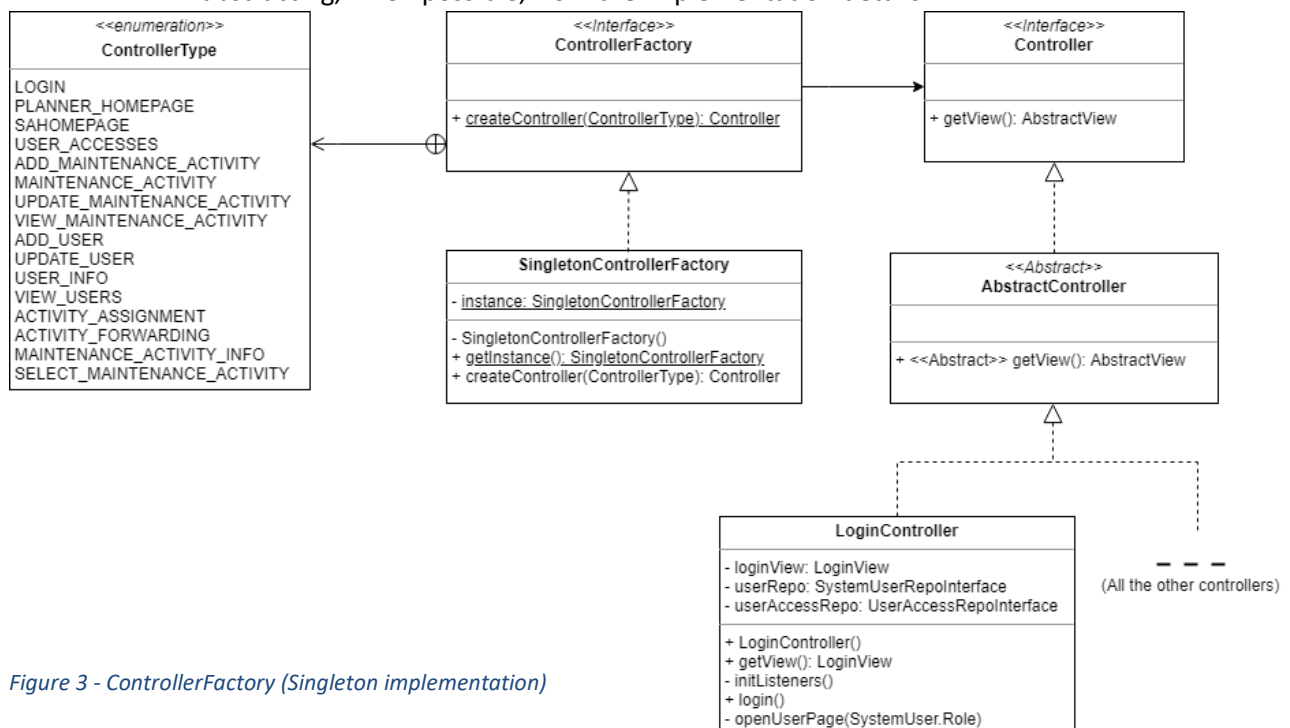 <<enumeration>>
ControllerType
LOGIN
PLANNER_HOMEPAGE
SAHOMEPAGE
USER_ACCESSES
ADD_MAINTENANCE_ACTIVITY
MAINTENANCE_ACTIVITY
UPDATE_MAINTENANCE_ACTIVITY
VIEW_MAINTENANCE_ACTIVITY
ADD_USER
UPDATE_USER
USER_INFO
VIEW_USERS
ACTIVITY_ASSIGNMENT
ACTIVITY_FORWARDING
MAINTENANCE_ACTIVITY_INFO
SELECT_MAINTENANCE_ACTIVITY
<<Interface>>
ControllerFactory
+ createController(ControllerType): Controller
<<Interface>>
Controller
+ getView(): AbstractView
SingletonControllerFactory
- instance: SingletonControllerFactory
- SingletonControllerFactory()
+ getInstance(): SingletonControllerFactory
+ createController(ControllerType): Controller
<<Abstract>>
AbstractController
+ <<Abstract>> getView(): AbstractView
LoginController
- loginView: LoginView
- userRepo: SystemUserRepoInterface
- userAccessRepo: UserAccessRepoInterface
+ LoginController()
+ getView(): LoginView
- initListeners()
+ login()
- openUserPage(SystemUser.Role)
(All the other controllers)
Figure 3 - ControllerFactory (Singleton implementation)